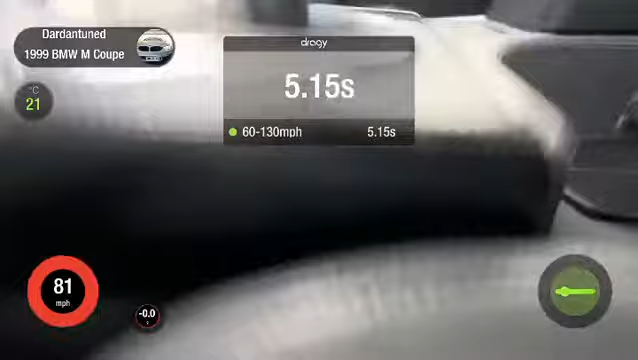 Dardantuned
1999 BMW M Coupe
°C
21
dragy
5.15s
60-130mph 5.15s
81
mph
-0.0